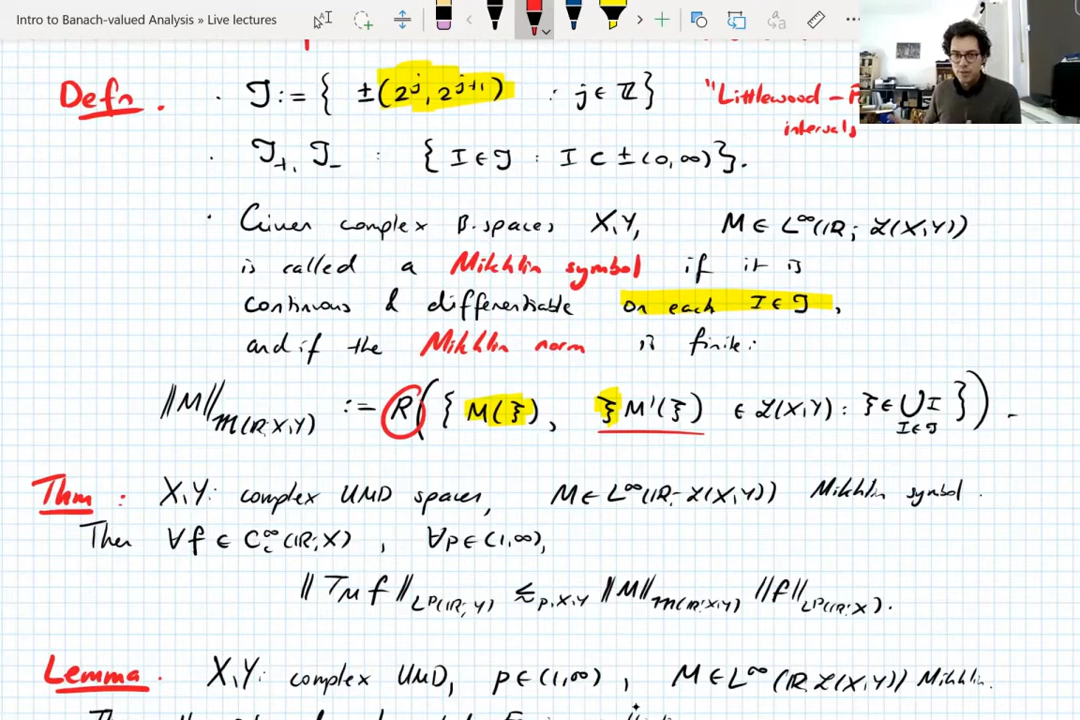 Intro to Banach-valued Analysis » Live lectures
Defn. · 𝒥 := { ±(2^j, 2^{j+1}) : j ∈ ℤ } "Littlewood – P
intervals
· 𝒥₊, 𝒥₋ : { I ∈ 𝒥 : I ⊂ ±(0,∞) }.
· Given complex B. spaces X,Y, M ∈ L^∞(ℝ; ℒ(X,Y))
is called a Mikhlin symbol if it is
continuous & differentiable on each I ∈ 𝒥,
and if the Mikhlin norm is finite:
‖M‖_{𝔐(ℝ;X,Y)} := R({ M(ξ), ξM'(ξ) ∈ ℒ(X,Y) : ξ ∈ ⋃_{I∈𝒥} I }).
Thm : X,Y: complex UMD spaces, M ∈ L^∞(ℝ; ℒ(X,Y)) Mikhlin symbol.
Then ∀f ∈ C_c^∞(ℝ;X), ∀p∈(1,∞),
‖T_M f‖_{L^p(ℝ;Y)} ≲_{p,X,Y} ‖M‖_{𝔐(ℝ;X,Y)} ‖f‖_{L^p(ℝ;X)}.
Lemma. X,Y: complex UMD, p∈(1,∞), M∈L^∞(ℝ; ℒ(X,Y)) Mikhlin.